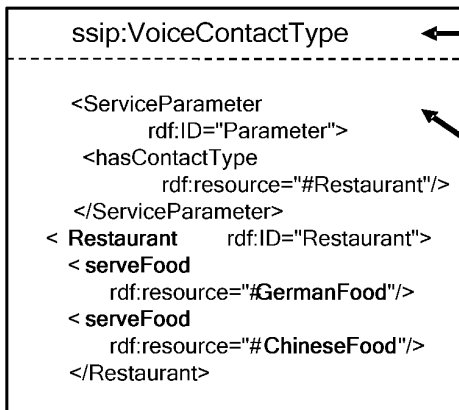 ssip:VoiceContactType
<ServiceParameter
rdf:ID="Parameter">
<hasContactType
rdf:resource="#Restaurant"/>
</ServiceParameter>
< Restaurant rdf:ID="Restaurant">
< serveFood
rdf:resource="#GermanFood"/>
< serveFood
rdf:resource="#ChineseFood"/>
</Restaurant>